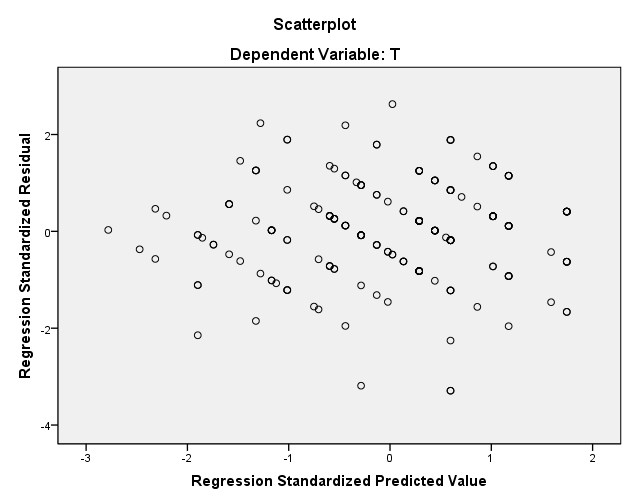 Scatterplot
Dependent Variable: T
Regression Standardized Residual
2
0
-2
-4
-3 -2 -1 0 1 2
Regression Standardized Predicted Value